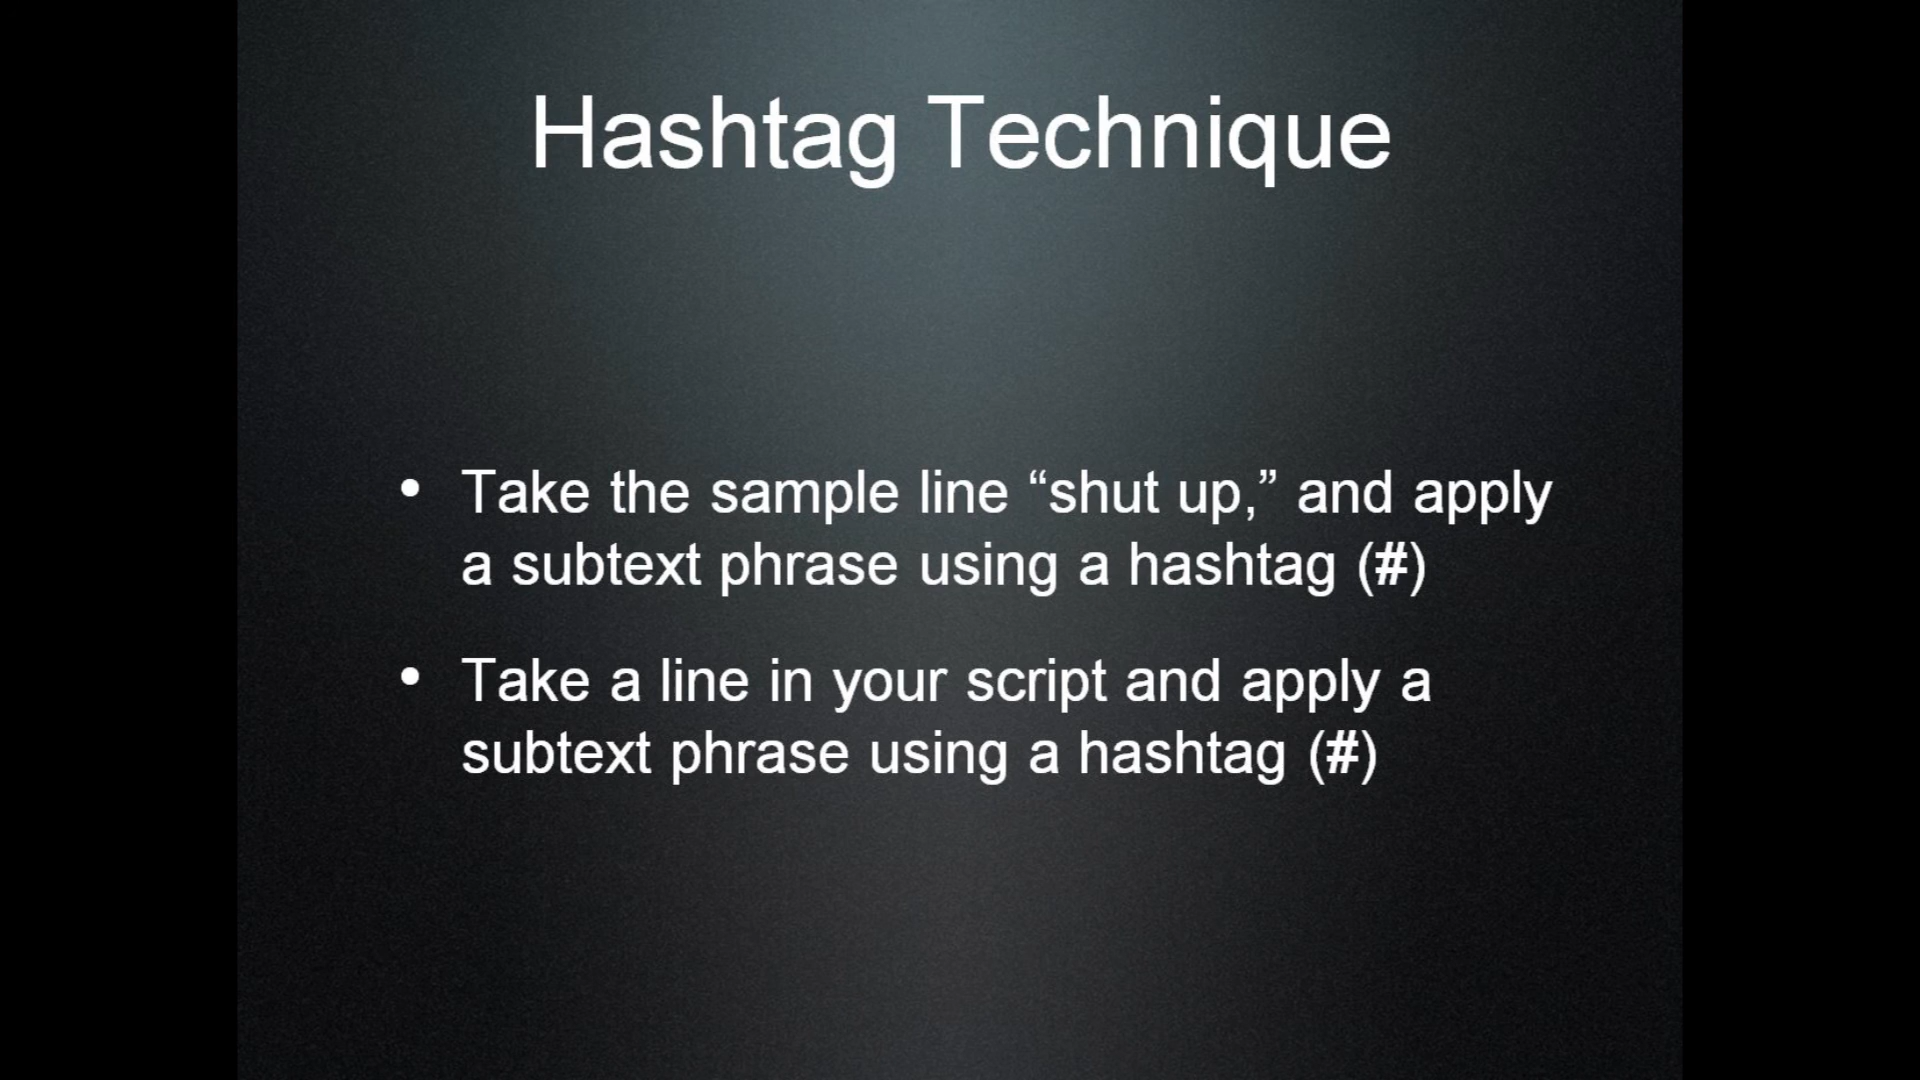 Hashtag Technique
• Take the sample line “shut up,” and apply
a subtext phrase using a hashtag (#)
• Take a line in your script and apply a
subtext phrase using a hashtag (#)